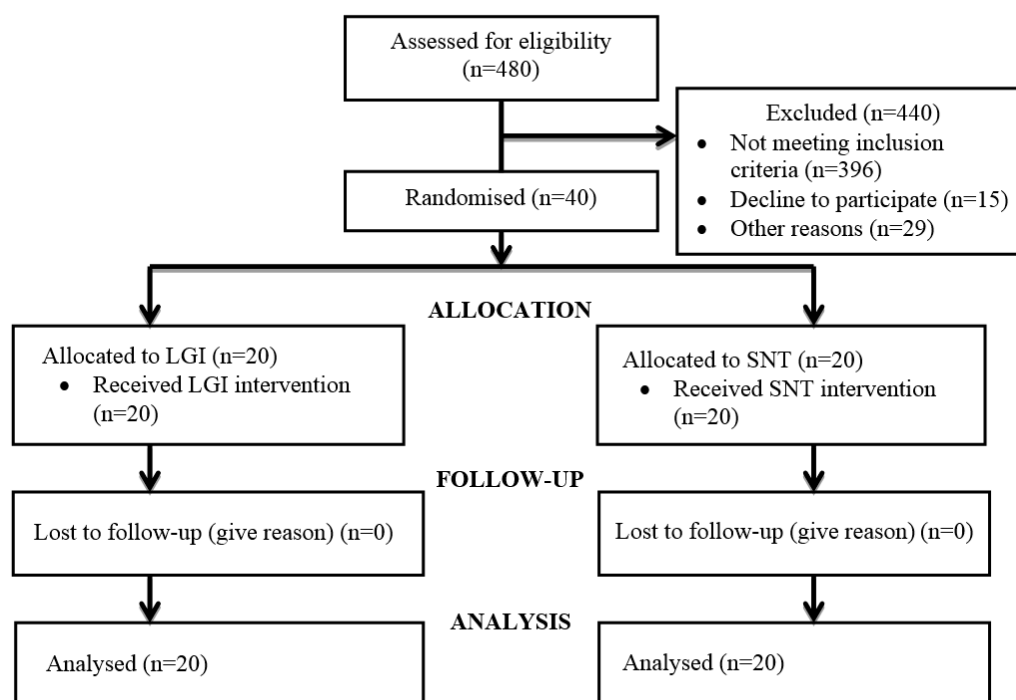 Assessed for eligibility
(n=480)
Excluded (n=440)
• Not meeting inclusion
criteria (n=396)
• Decline to participate (n=15)
• Other reasons (n=29)
Randomised (n=40)
ALLOCATION
Allocated to LGI (n=20)
• Received LGI intervention
(n=20)
Allocated to SNT (n=20)
• Received SNT intervention
(n=20)
FOLLOW-UP
Lost to follow-up (give reason) (n=0)
Lost to follow-up (give reason) (n=0)
ANALYSIS
Analysed (n=20)
Analysed (n=20)